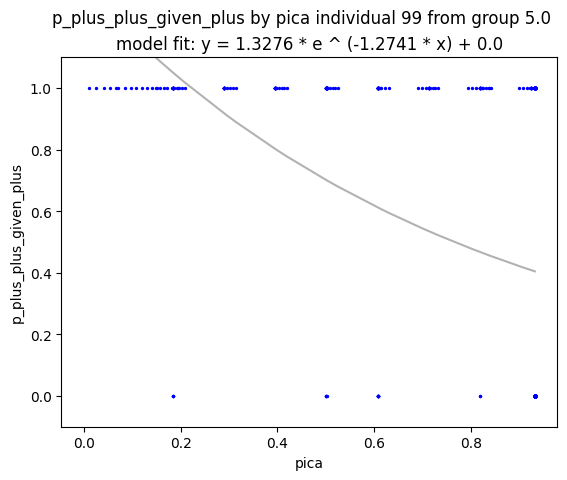 p_plus_plus_given_plus by pica individual 99 from group 5.0
model fit: y = 1.3276 * e ^ (-1.2741 * x) + 0.0
1.0
0.8
0.6
0.4
0.2
0.0
p_plus_plus_given_plus
0.0 0.2 0.4 0.6 0.8
pica